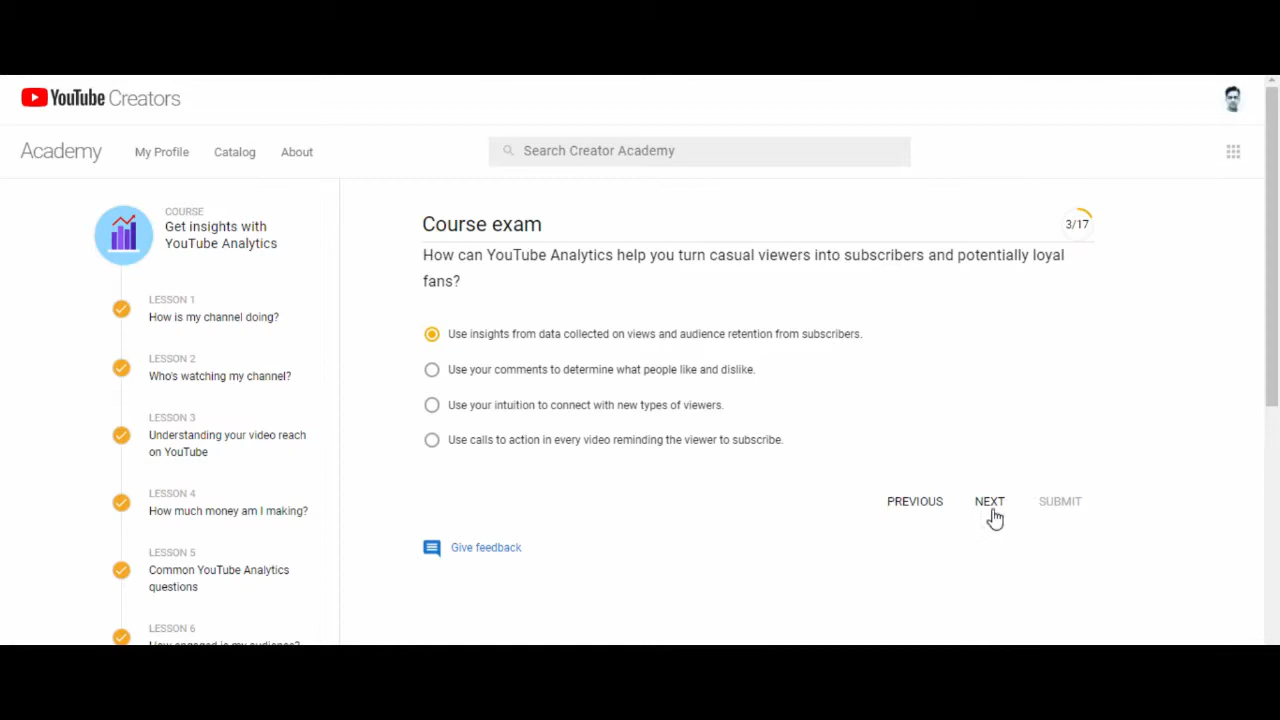 YouTube Creators
Academy My Profile Catalog About Search Creator Academy
COURSE
Get insights with
YouTube Analytics
LESSON 1
How is my channel doing?
LESSON 2
Who's watching my channel?
LESSON 3
Understanding your video reach
on YouTube
LESSON 4
How much money am I making?
LESSON 5
Common YouTube Analytics
questions
LESSON 6
How engaged is my audience?
Course exam 3/17
How can YouTube Analytics help you turn casual viewers into subscribers and potentially loyal
fans?
Use insights from data collected on views and audience retention from subscribers.
Use your comments to determine what people like and dislike.
Use your intuition to connect with new types of viewers.
Use calls to action in every video reminding the viewer to subscribe.
PREVIOUS NEXT SUBMIT
Give feedback